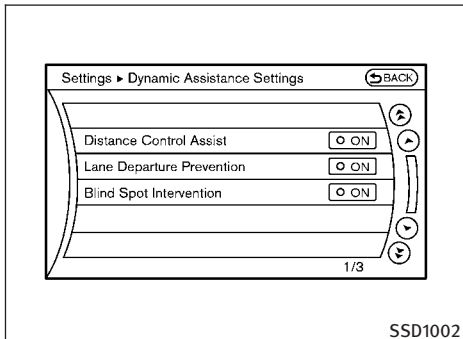 Settings ▸ Dynamic Assistance Settings BACK
Distance Control Assist ON
Lane Departure Prevention ON
Blind Spot Intervention ON
1/3
SSD1002